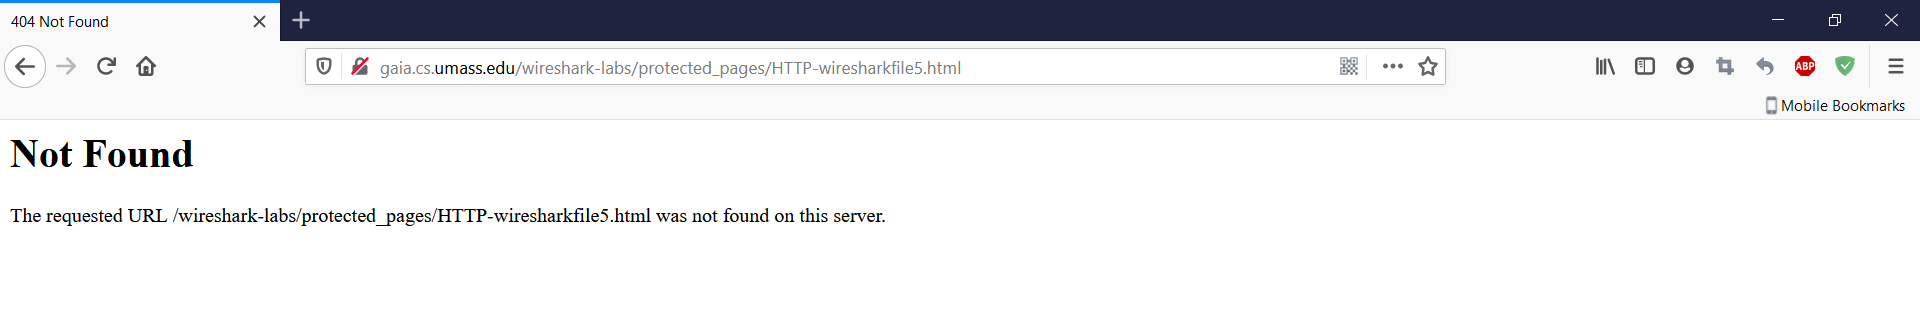 404 Not Found
gaia.cs.umass.edu/wireshark-labs/protected_pages/HTTP-wiresharkfile5.html
ABP
Mobile Bookmarks
Not Found
The requested URL /wireshark-labs/protected_pages/HTTP-wiresharkfile5.html was not found on this server.